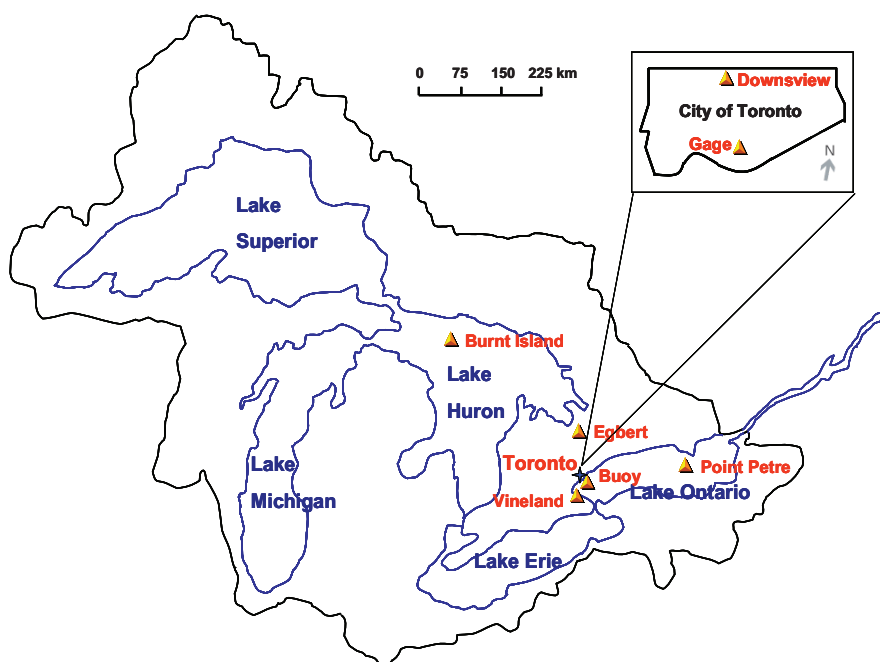 0 75 150 225 km
Downsview
City of Toronto
Gage
N
Lake
Superior
Burnt Island
Lake
Huron
Egbert
Toronto
Point Petre
Lake
Michigan
Buoy
Vineland
Lake Ontario
Lake Erie